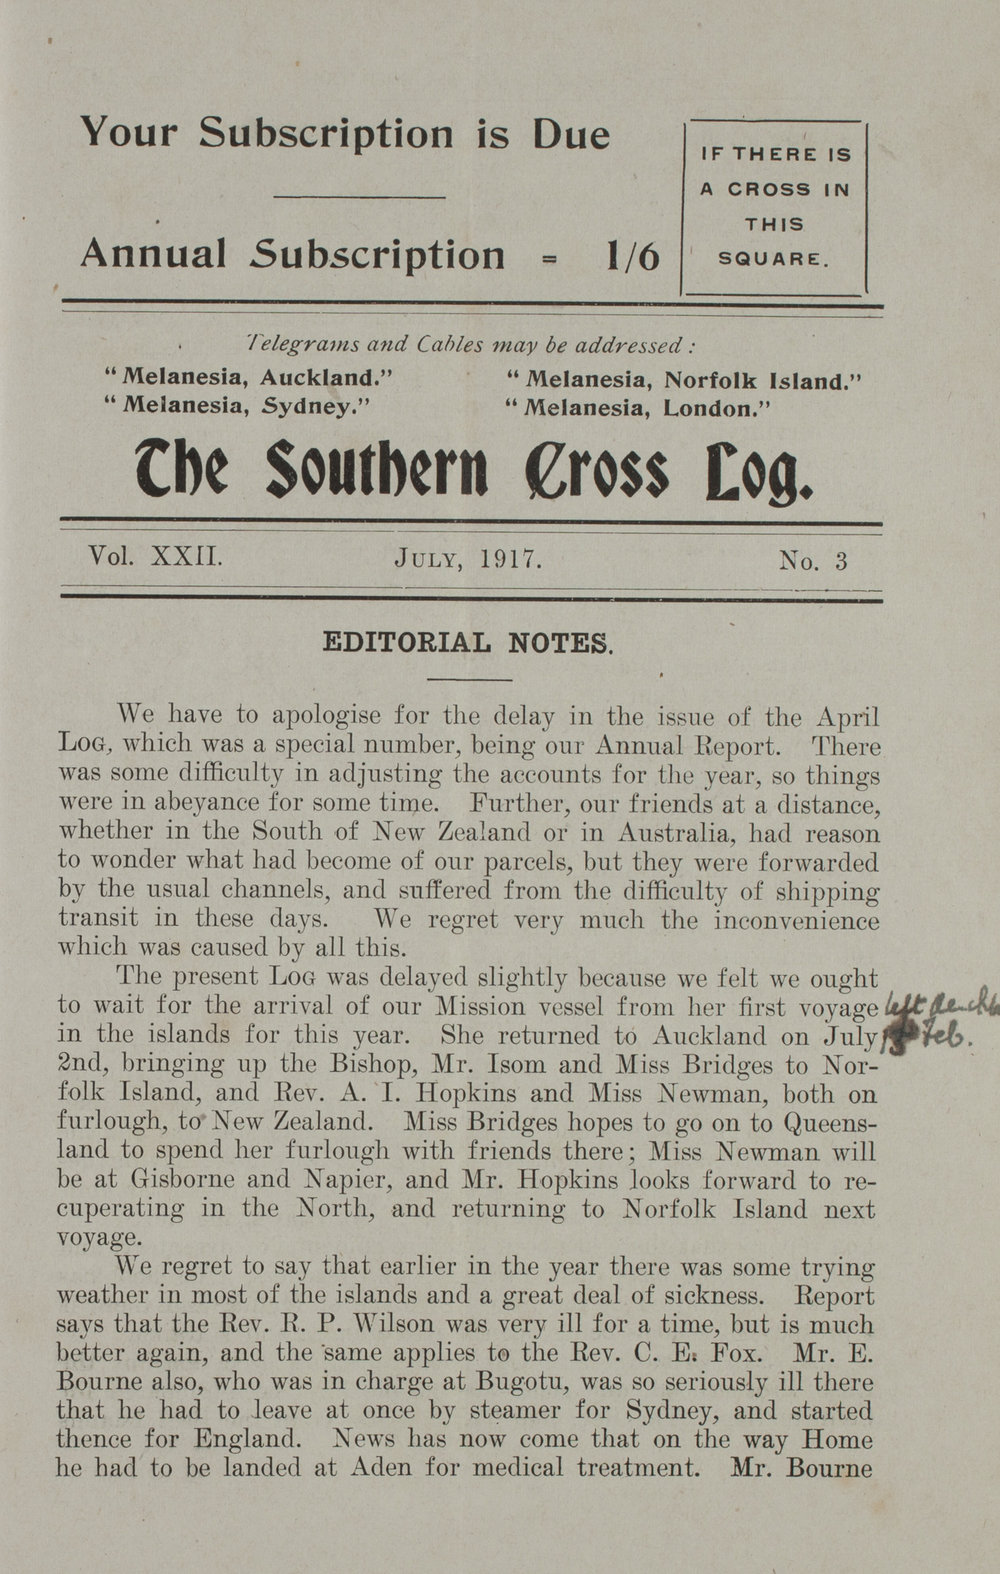 Your Subscription is Due
Annual Subscription = 1/6
IF THERE IS
A CROSS IN
THIS
SQUARE.
Telegrams and Cables may be addressed :
“Melanesia, Auckland.” “Melanesia, Norfolk Island.”
“Melanesia, Sydney.” “Melanesia, London.”
The Southern Cross Log.
Vol. XXII. JULY, 1917. No. 3
EDITORIAL NOTES.
We have to apologise for the delay in the issue of the April
LOG, which was a special number, being our Annual Report. There
was some difficulty in adjusting the accounts for the year, so things
were in abeyance for some time. Further, our friends at a distance,
whether in the South of New Zealand or in Australia, had reason
to wonder what had become of our parcels, but they were forwarded
by the usual channels, and suffered from the difficulty of shipping
transit in these days. We regret very much the inconvenience
which was caused by all this.
The present LOG was delayed slightly because we felt we ought
to wait for the arrival of our Mission vessel from her first voyage left
in the islands for this year. She returned to Auckland on July Feb.
2nd, bringing up the Bishop, Mr. Isom and Miss Bridges to Nor-
folk Island, and Rev. A. I. Hopkins and Miss Newman, both on
furlough, to New Zealand. Miss Bridges hopes to go on to Queens-
land to spend her furlough with friends there; Miss Newman will
be at Gisborne and Napier, and Mr. Hopkins looks forward to re-
cuperating in the North, and returning to Norfolk Island next
voyage.
We regret to say that earlier in the year there was some trying
weather in most of the islands and a great deal of sickness. Report
says that the Rev. R. P. Wilson was very ill for a time, but is much
better again, and the same applies to the Rev. C. E. Fox. Mr. E.
Bourne also, who was in charge at Bugotu, was so seriously ill there
that he had to leave at once by steamer for Sydney, and started
thence for England. News has now come that on the way Home
he had to be landed at Aden for medical treatment. Mr. Bourne